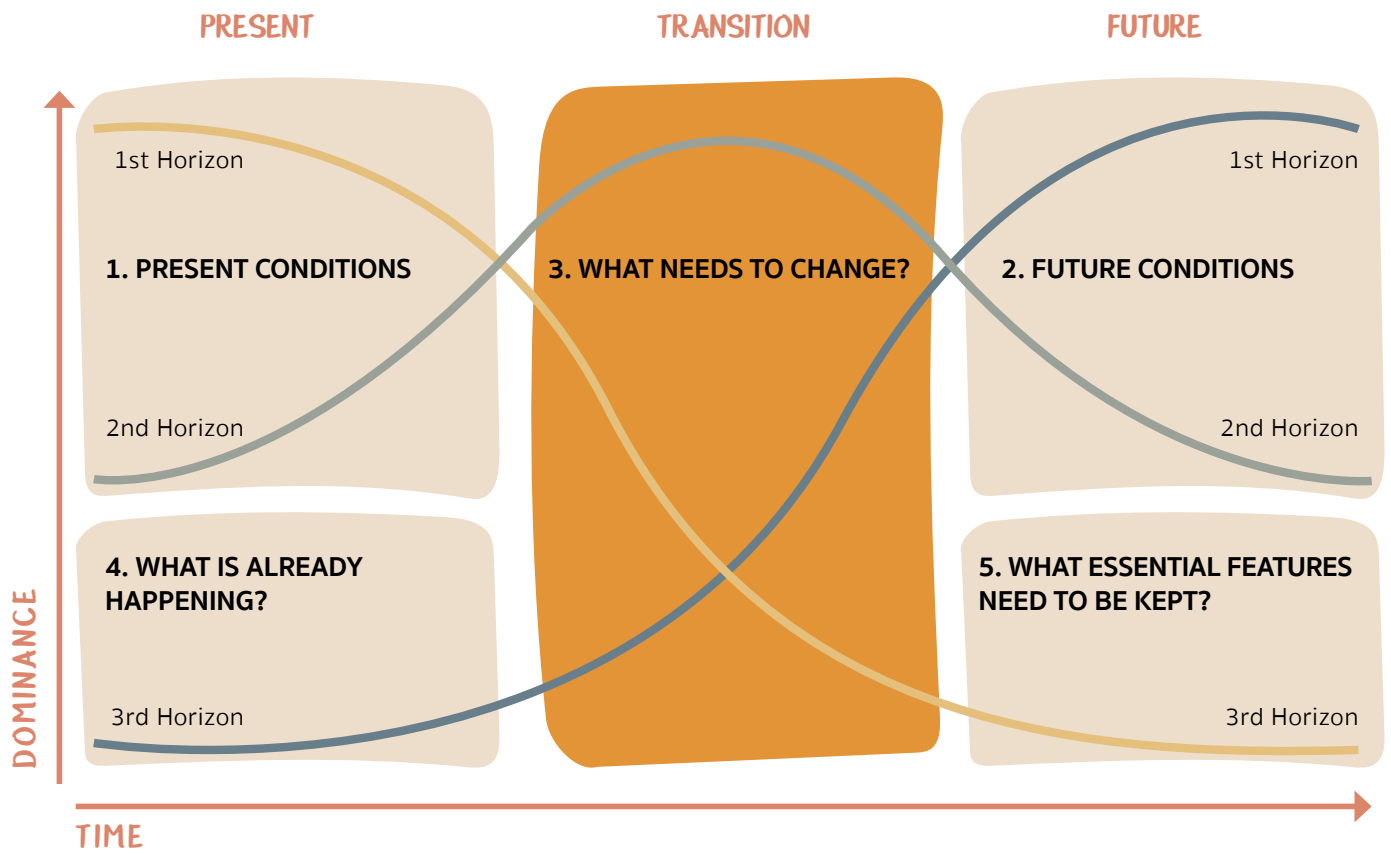 PRESENT
TRANSITION
FUTURE
1st Horizon
1st Horizon
1. PRESENT CONDITIONS
3. WHAT NEEDS TO CHANGE?
2. FUTURE CONDITIONS
2nd Horizon
2nd Horizon
4. WHAT IS ALREADY
HAPPENING?
5. WHAT ESSENTIAL FEATURES
NEED TO BE KEPT?
3rd Horizon
3rd Horizon
DOMINANCE
TIME